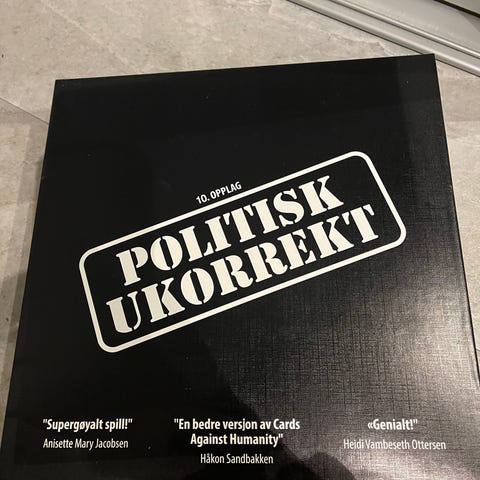 10. OPPLAG
POLITISK
UKORREKT
"Supergøyalt spill!"
Anisette Mary Jacobsen
"En bedre versjon av Cards
Against Humanity"
Håkon Sandbakken
«Genialt!"
Heidi Vambeseth Ottersen